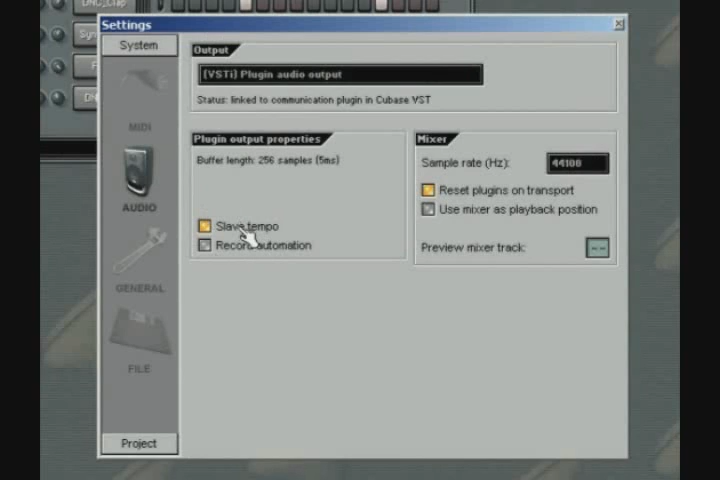 DNC_Clap
Settings
System
MIDI
AUDIO
GENERAL
FILE
Project
Output
(VSTi) Plugin audio output
Status: linked to communication plugin in Cubase VST
Plugin output properties
Buffer length: 256 samples (5ms)
Slave tempo
Record automation
Mixer
Sample rate (Hz): 44100
Reset plugins on transport
Use mixer as playback position
Preview mixer track: --